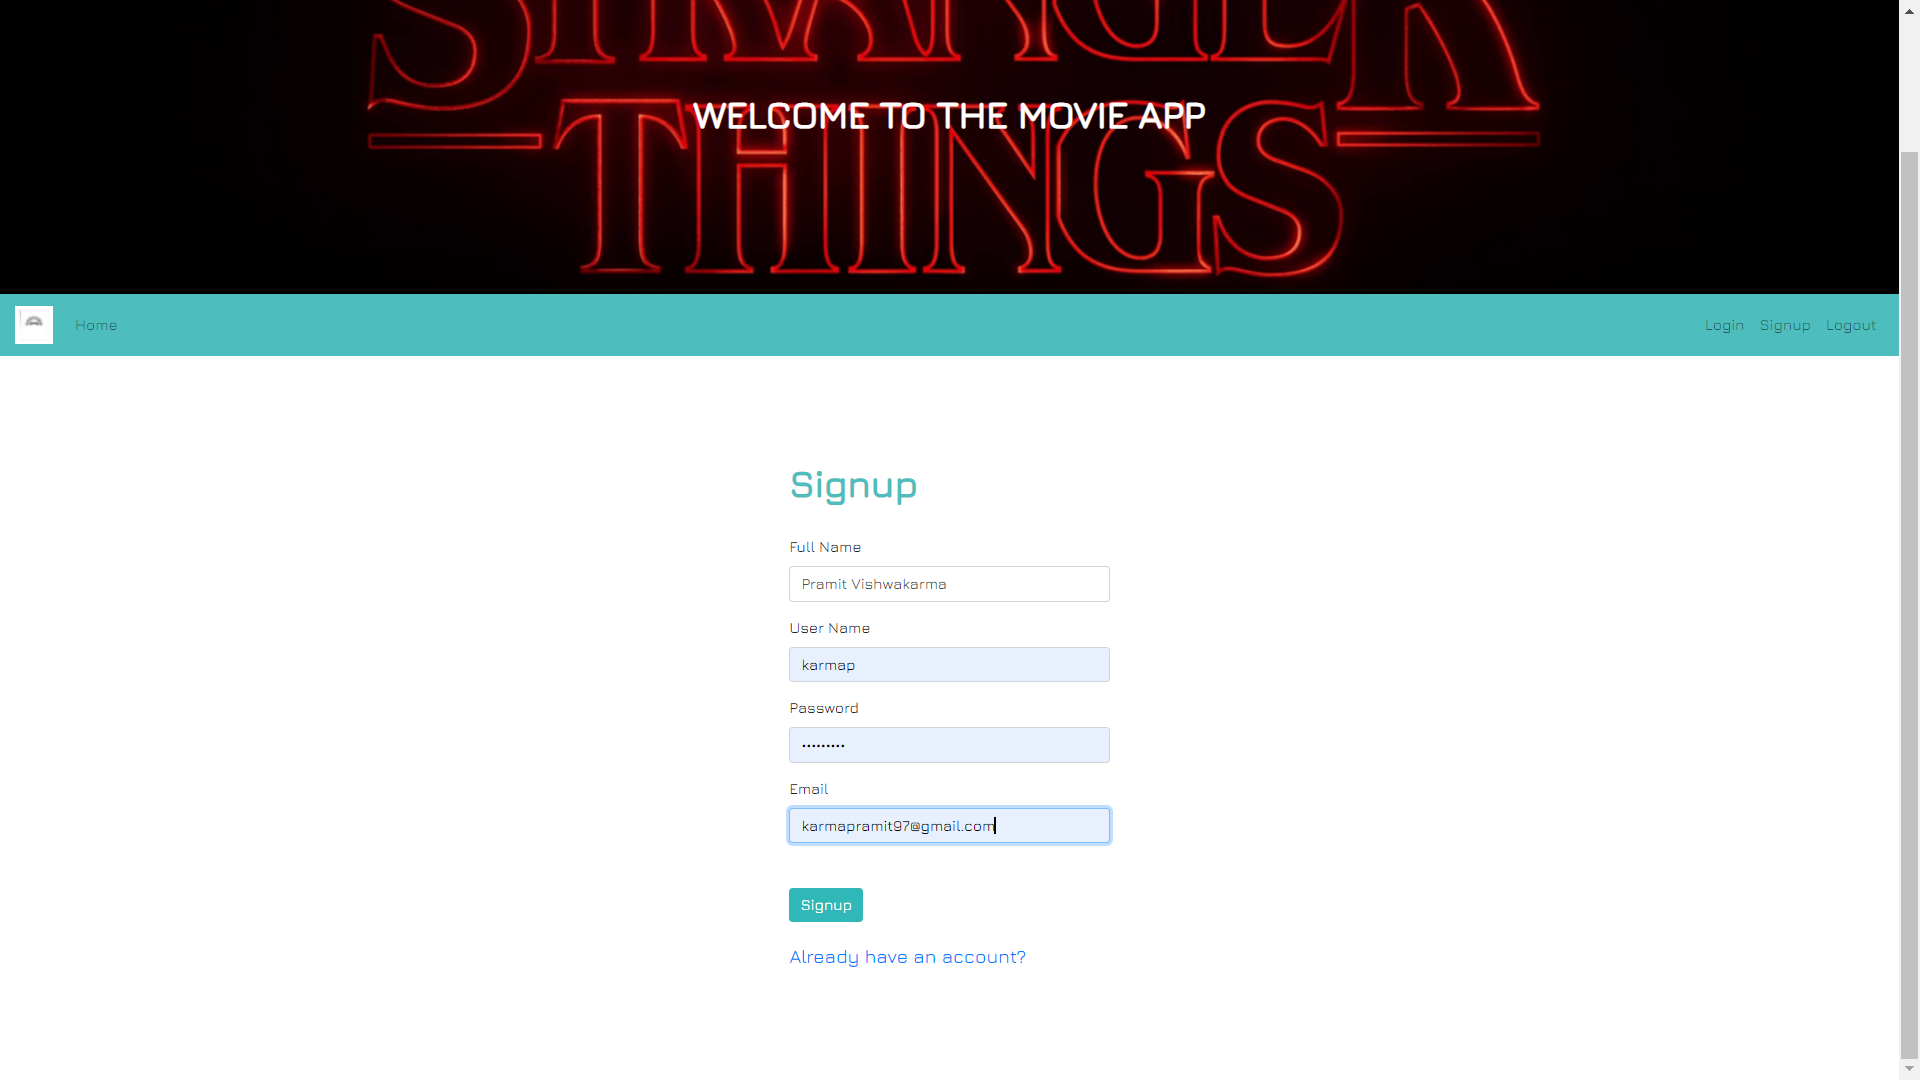 STRANGER
THINGS
WELCOME TO THE MOVIE APP
Home
Login Signup Logout
Signup
Full Name
Pramit Vishwakarma
User Name
karmap
Password
•••••••••
Email
karmapramit97@gmail.com
Signup
Already have an account?